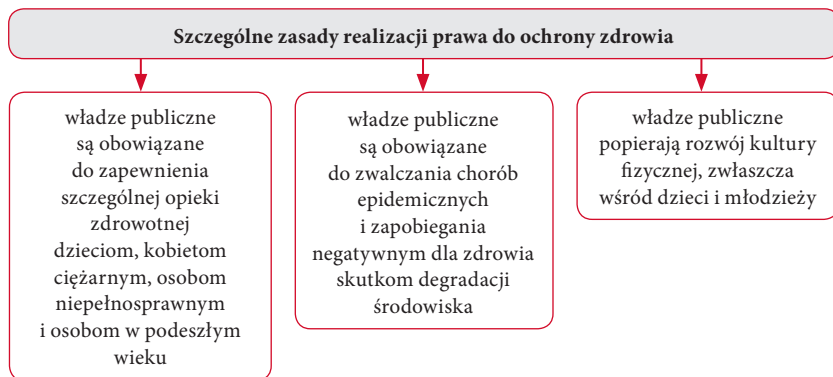 Szczególne zasady realizacji prawa do ochrony zdrowia
władze publiczne
są obowiązane
do zapewnienia
szczególnej opieki
zdrowotnej
dzieciom, kobietom
ciężarnym, osobom
niepełnosprawnym
i osobom w podeszłym
wieku
władze publiczne
są obowiązane
do zwalczania chorób
epidemicznych
i zapobiegania
negatywnym dla zdrowia
skutkom degradacji
środowiska
władze publiczne
popierają rozwój kultury
fizycznej, zwłaszcza
wśród dzieci i młodzieży